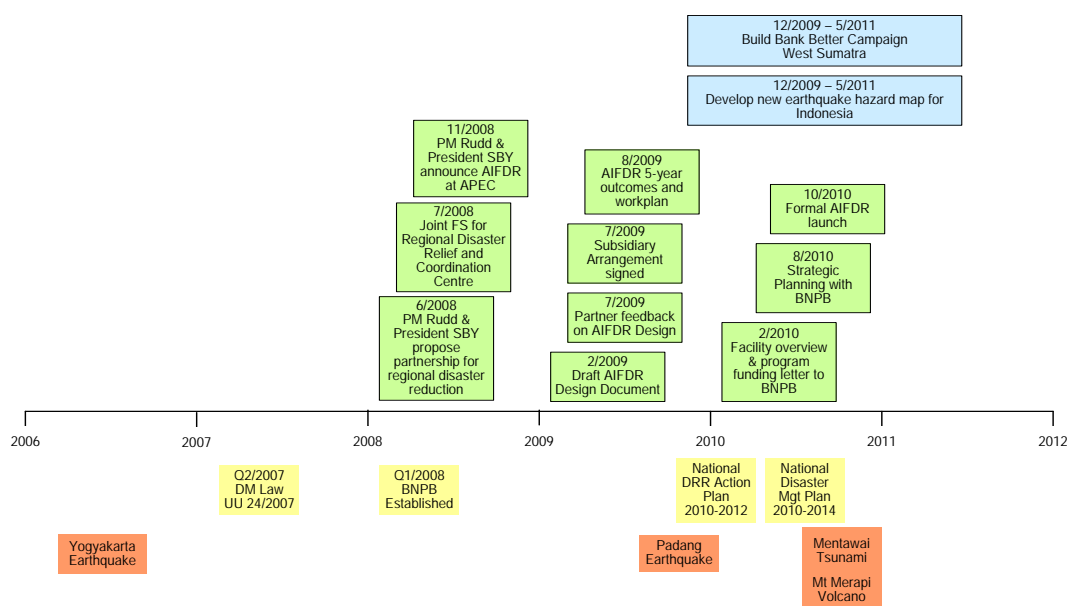 12/2009 – 5/2011
Build Bank Better Campaign
West Sumatra
12/2009 – 5/2011
Develop new earthquake hazard map for
Indonesia
11/2008
PM Rudd &
President SBY
announce AIFDR
at APEC
8/2009
AIFDR 5-year
outcomes and
workplan
10/2010
Formal AIFDR
launch
7/2008
Joint FS for
Regional Disaster
Relief and
Coordination
Centre
7/2009
Subsidiary
Arrangement
signed
8/2010
Strategic
Planning with
BNPB
6/2008
PM Rudd &
President SBY
propose
partnership for
regional disaster
reduction
7/2009
Partner feedback
on AIFDR Design
2/2009
Draft AIFDR
Design Document
2/2010
Facility overview
& program
funding letter to
BNPB
2006
2007
2008
2009
2010
2011
2012
Q2/2007
DM Law
UU 24/2007
Q1/2008
BNPB
Established
National
DRR Action
Plan
2010-2012
National
Disaster
Mgt Plan
2010-2014
Yogyakarta
Earthquake
Padang
Earthquake
Mentawai
Tsunami
Mt Merapi
Volcano